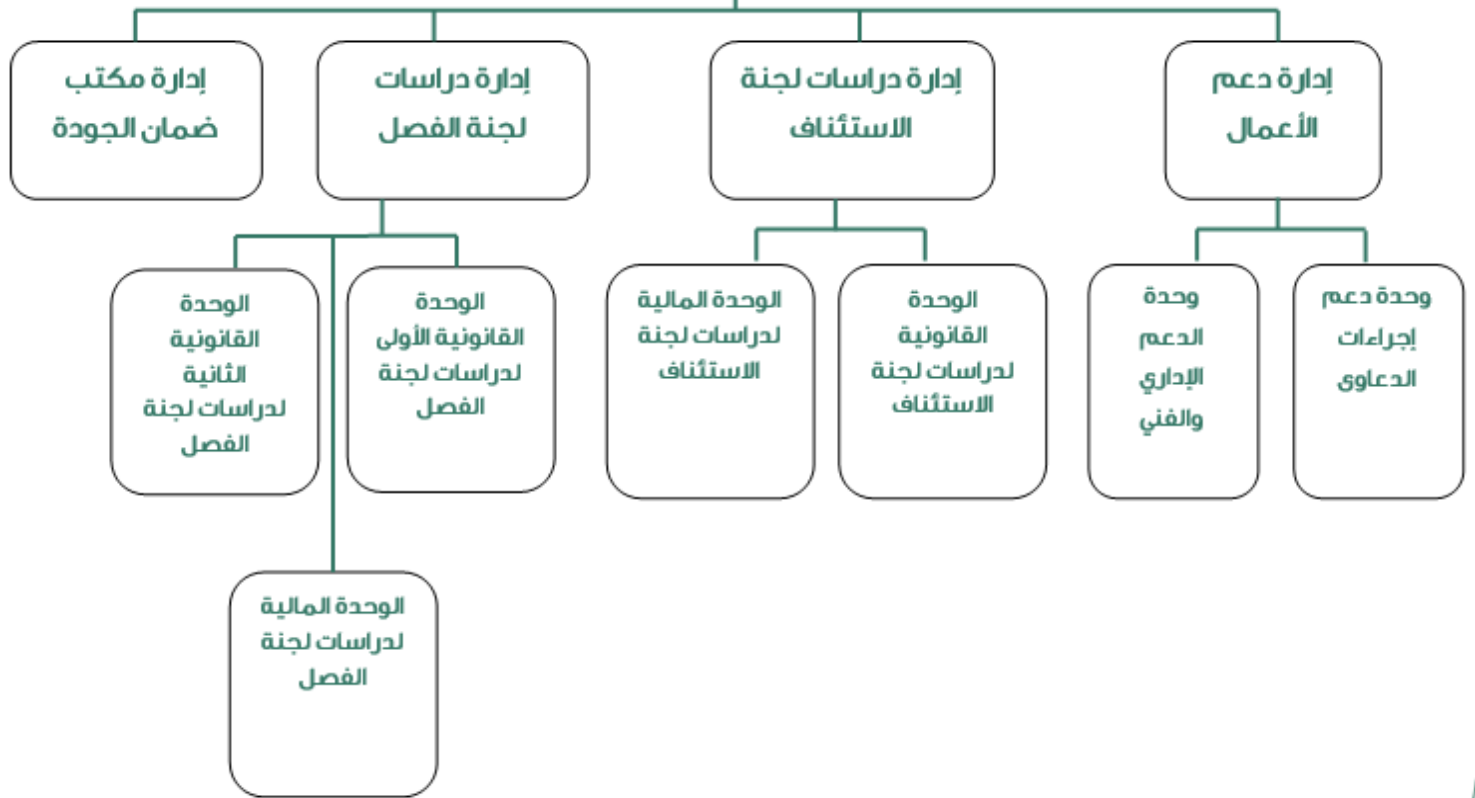 إدارة دعم
الأعمال
إدارة دراسات لجنة
الاستئناف
إدارة دراسات
لجنة الفصل
إدارة مكتب
ضمان الجودة
وحدة دعم
إجراءات
الدعاوى
وحدة
الدعم
الإداري
والفني
الوحدة
القانونية
لدراسات لجنة
الاستئناف
الوحدة المالية
لدراسات لجنة
الاستئناف
الوحدة
القانونية الأولى
لدراسات لجنة
الفصل
الوحدة
القانونية
الثانية
لدراسات لجنة
الفصل
الوحدة المالية
لدراسات لجنة
الفصل